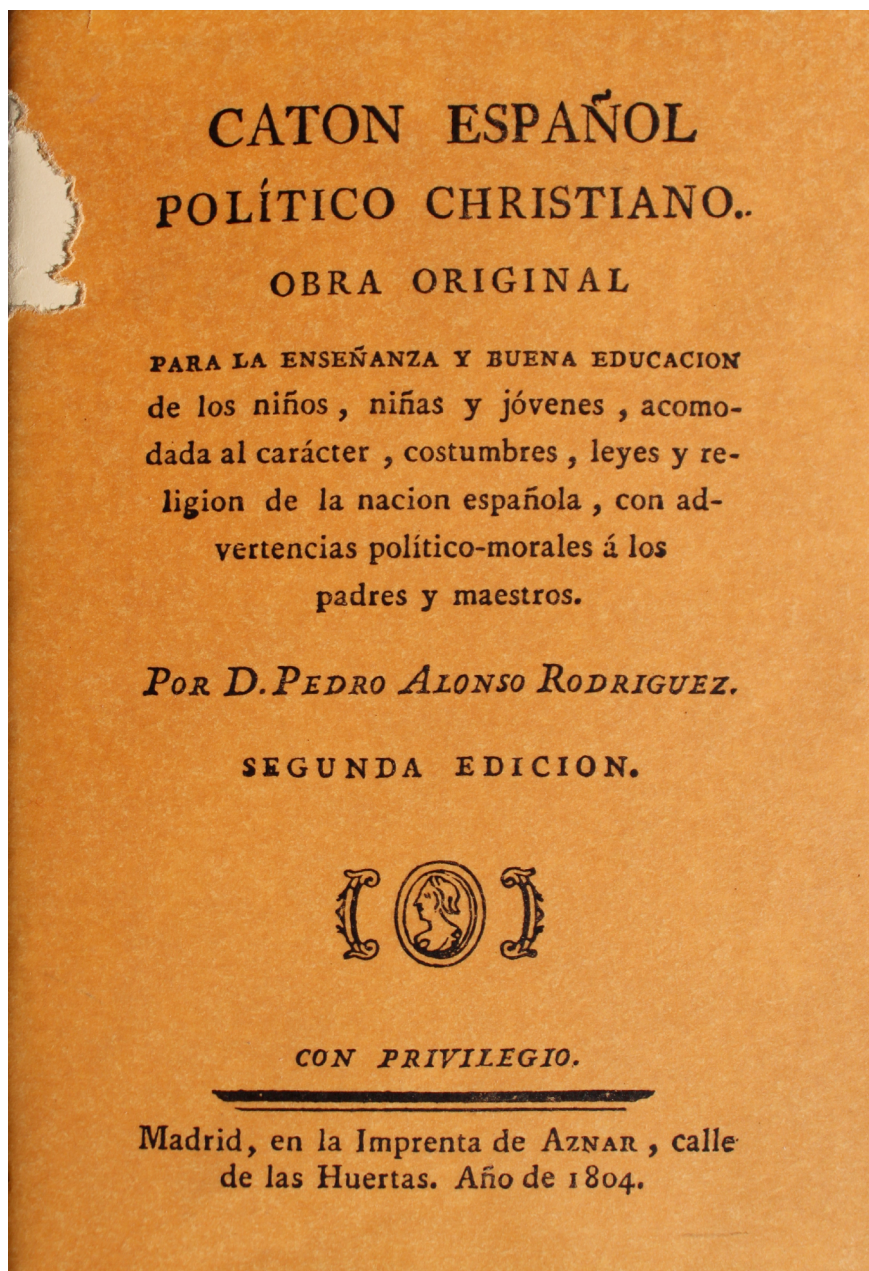 CATON ESPAÑOL
POLÍTICO CHRISTIANO..
OBRA ORIGINAL
PARA LA ENSEÑANZA Y BUENA EDUCACION
de los niños , niñas y jóvenes , acomo-
dada al carácter , costumbres , leyes y re-
ligion de la nacion española , con ad-
vertencias político-morales á los
padres y maestros.
POR D. PEDRO ALONSO RODRIGUEZ.
SEGUNDA EDICION.
CON PRIVILEGIO.
Madrid, en la Imprenta de AZNAR , calle
de las Huertas. Año de 1804.